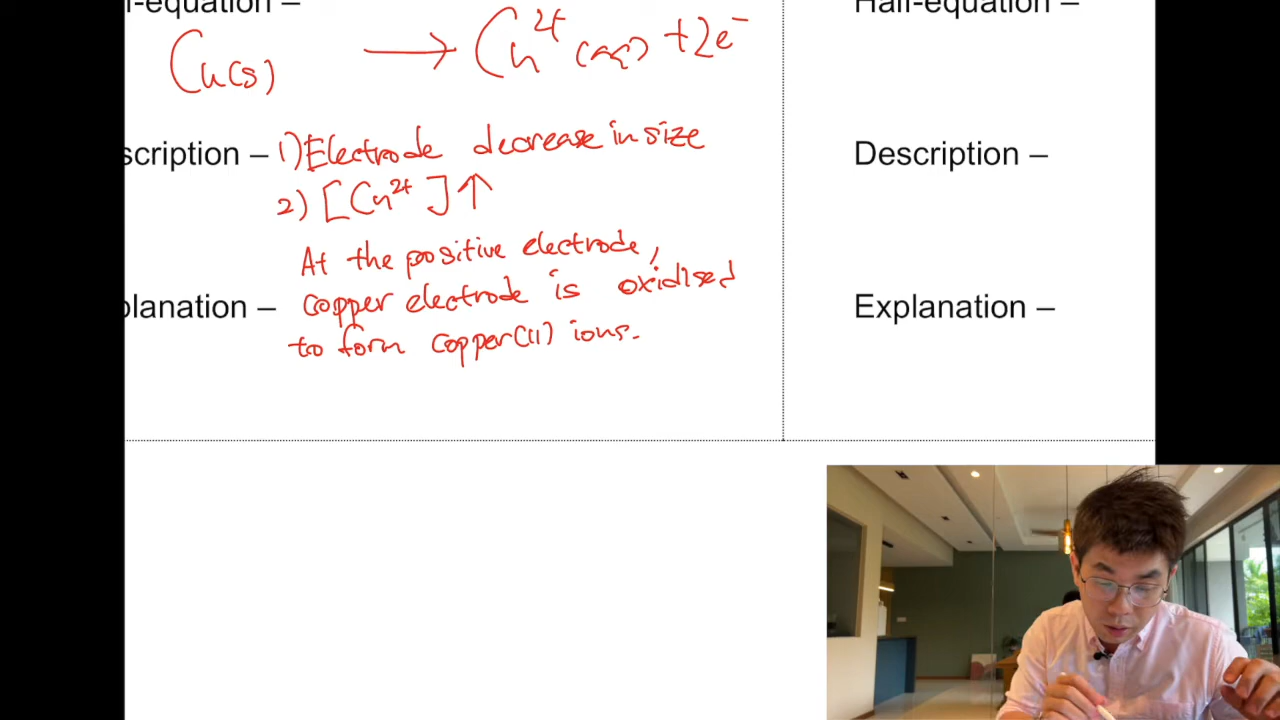 -equation –
Cu(s) → Cu²⁺(aq) + 2e⁻
scription – 1) Electrode decrease in size
2) [Cu²⁺] ↑
At the positive electrode,
planation – copper electrode is oxidised
to form copper(II) ions.
Half-equation –
Description –
Explanation –